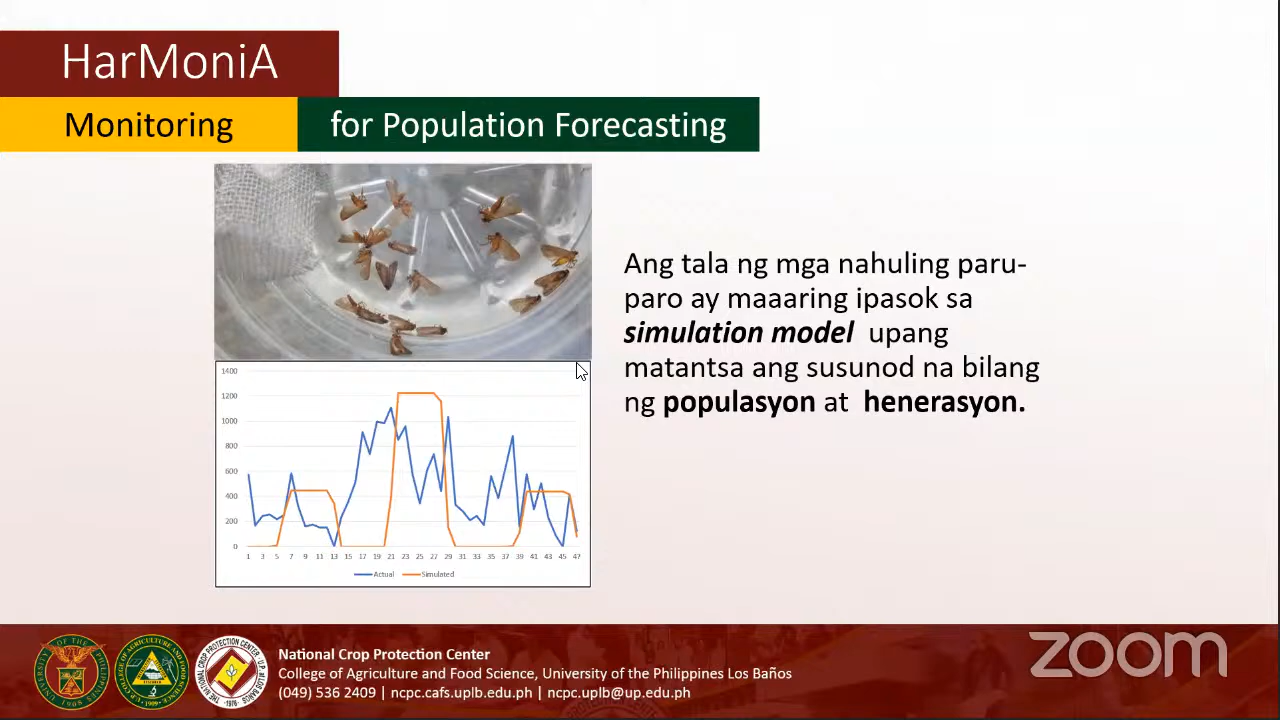 HarMoniA
Monitoring
for Population Forecasting
Ang tala ng mga nahuling paru-
paro ay maaaring ipasok sa
simulation model upang
matantsa ang susunod na bilang
ng populasyon at henerasyon.
1400
1200
1000
800
600
400
200
0
1 3 5 7 9 11 13 15 17 19 21 23 25 27 29 31 33 35 37 39 41 43 45 47
Actual Simulated
National Crop Protection Center
College of Agriculture and Food Science, University of the Philippines Los Baños
(049) 536 2409 | ncpc.cafs.uplb.edu.ph | ncpc.uplb@up.edu.ph
zoom